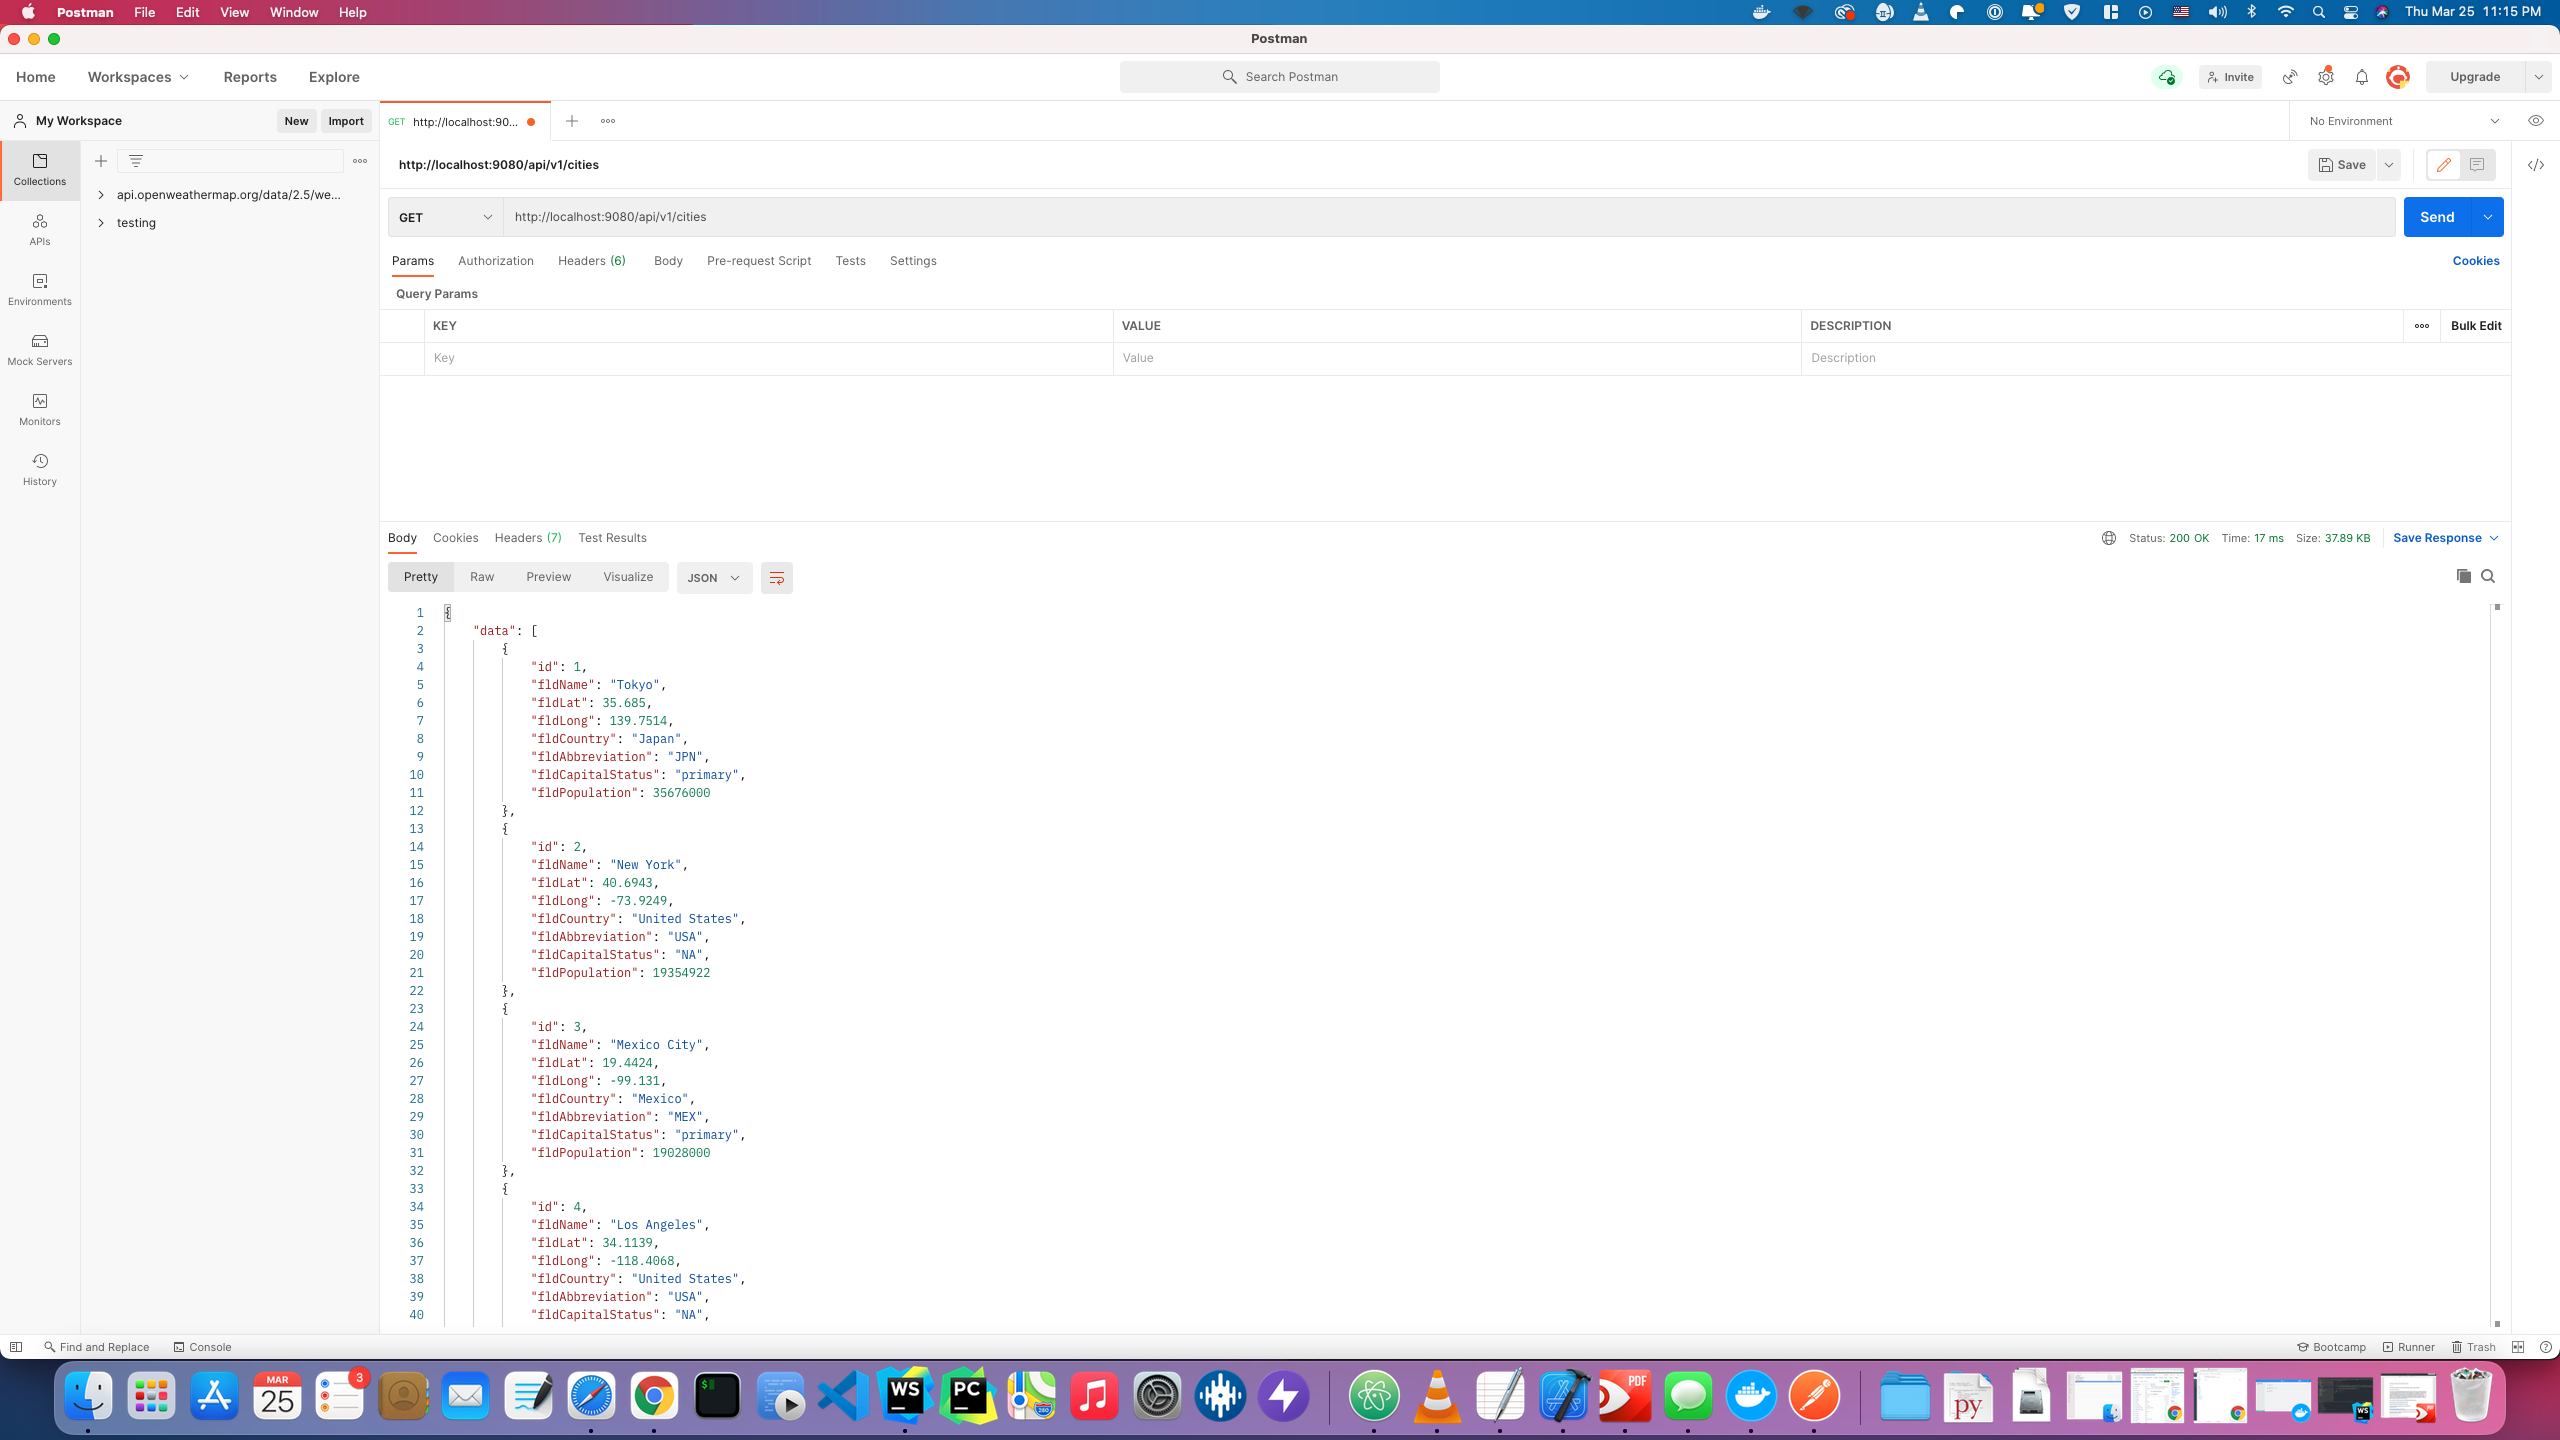 Postman File Edit View Window Help Thu Mar 25 11:15 PM
Postman
Home Workspaces Reports Explore Search Postman Invite Upgrade
My Workspace New Import GET http://localhost:90... No Environment
Collections
APIs
Environments
Mock Servers
Monitors
History
api.openweathermap.org/data/2.5/we...
testing
http://localhost:9080/api/v1/cities Save
GET http://localhost:9080/api/v1/cities Send
Params Authorization Headers (6) Body Pre-request Script Tests Settings Cookies
Query Params
KEY VALUE DESCRIPTION Bulk Edit
Key Value Description
Body Cookies Headers (7) Test Results Status: 200 OK Time: 17 ms Size: 37.89 KB Save Response
Pretty Raw Preview Visualize JSON
1 {
2 "data": [
3 {
4 "id": 1,
5 "fldName": "Tokyo",
6 "fldLat": 35.685,
7 "fldLong": 139.7514,
8 "fldCountry": "Japan",
9 "fldAbbreviation": "JPN",
10 "fldCapitalStatus": "primary",
11 "fldPopulation": 35676000
12 },
13 {
14 "id": 2,
15 "fldName": "New York",
16 "fldLat": 40.6943,
17 "fldLong": -73.9249,
18 "fldCountry": "United States",
19 "fldAbbreviation": "USA",
20 "fldCapitalStatus": "NA",
21 "fldPopulation": 19354922
22 },
23 {
24 "id": 3,
25 "fldName": "Mexico City",
26 "fldLat": 19.4424,
27 "fldLong": -99.131,
28 "fldCountry": "Mexico",
29 "fldAbbreviation": "MEX",
30 "fldCapitalStatus": "primary",
31 "fldPopulation": 19028000
32 },
33 {
34 "id": 4,
35 "fldName": "Los Angeles",
36 "fldLat": 34.1139,
37 "fldLong": -118.4068,
38 "fldCountry": "United States",
39 "fldAbbreviation": "USA",
40 "fldCapitalStatus": "NA",
Find and Replace Console Bootcamp Runner Trash
MAR
25
3
$
WS
PC
280
PDF
py
WS